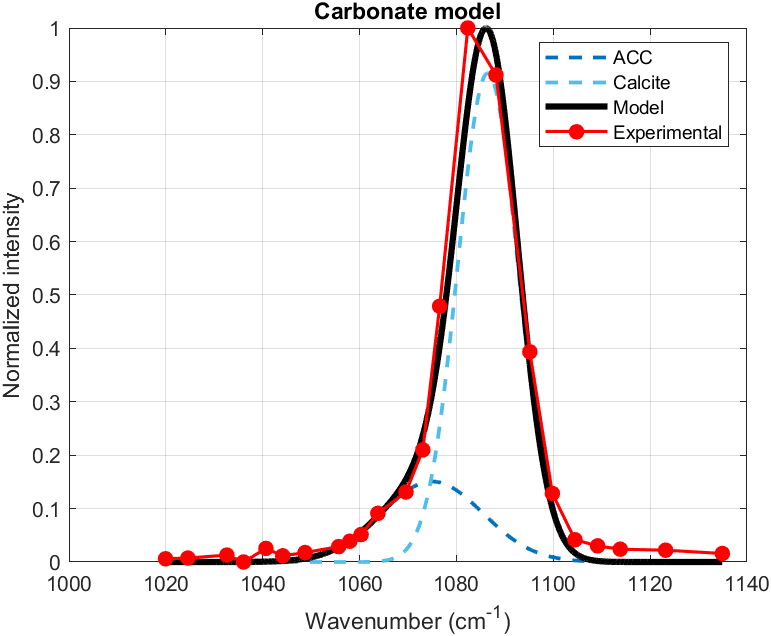 Carbonate model
Normalized intensity
1
0.9
0.8
0.7
0.6
0.5
0.4
0.3
0.2
0.1
0
ACC
Calcite
Model
Experimental
1000 1020 1040 1060 1080 1100 1120 1140
Wavenumber (cm⁻¹)